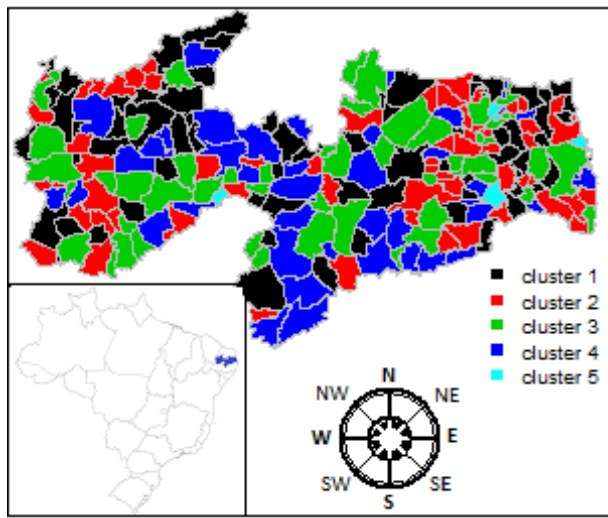 cluster 1
cluster 2
cluster 3
cluster 4
cluster 5
N
NW
NE
W
E
SW
SE
S